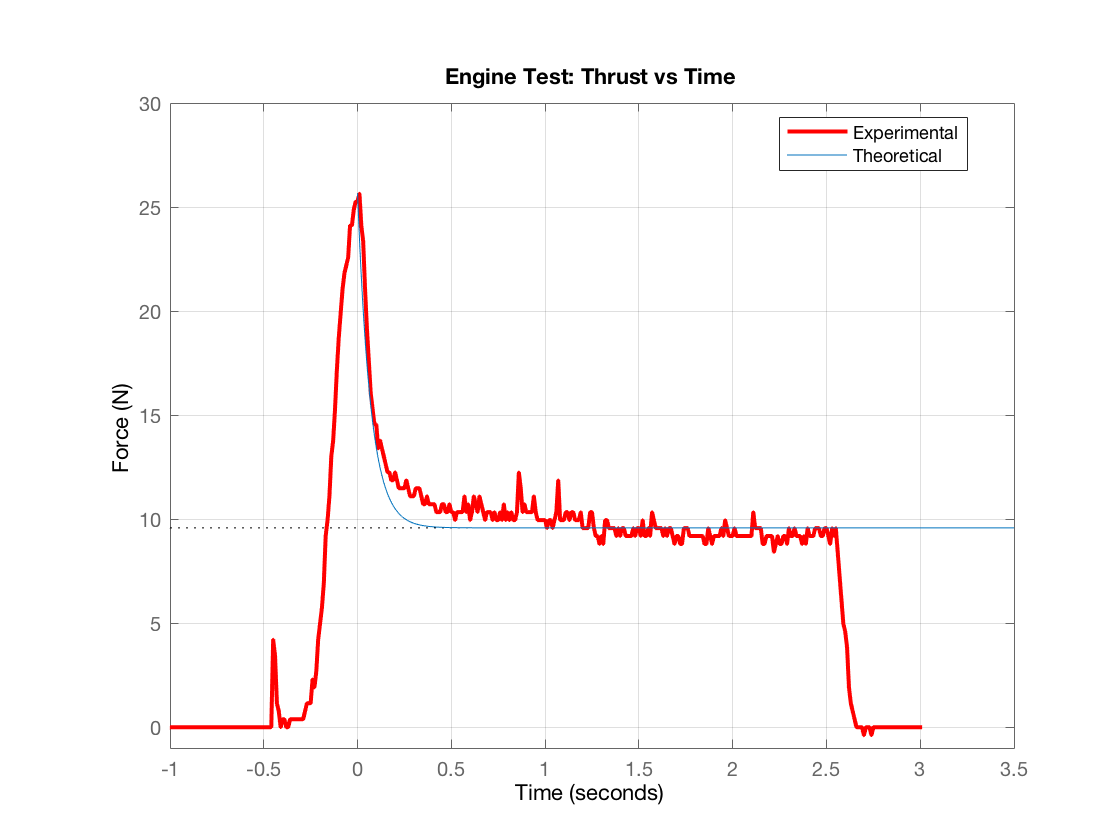 Engine Test: Thrust vs Time
Experimental
Theoretical
30
25
20
15
10
5
0
Force (N)
-1 -0.5 0 0.5 1 1.5 2 2.5 3 3.5
Time (seconds)